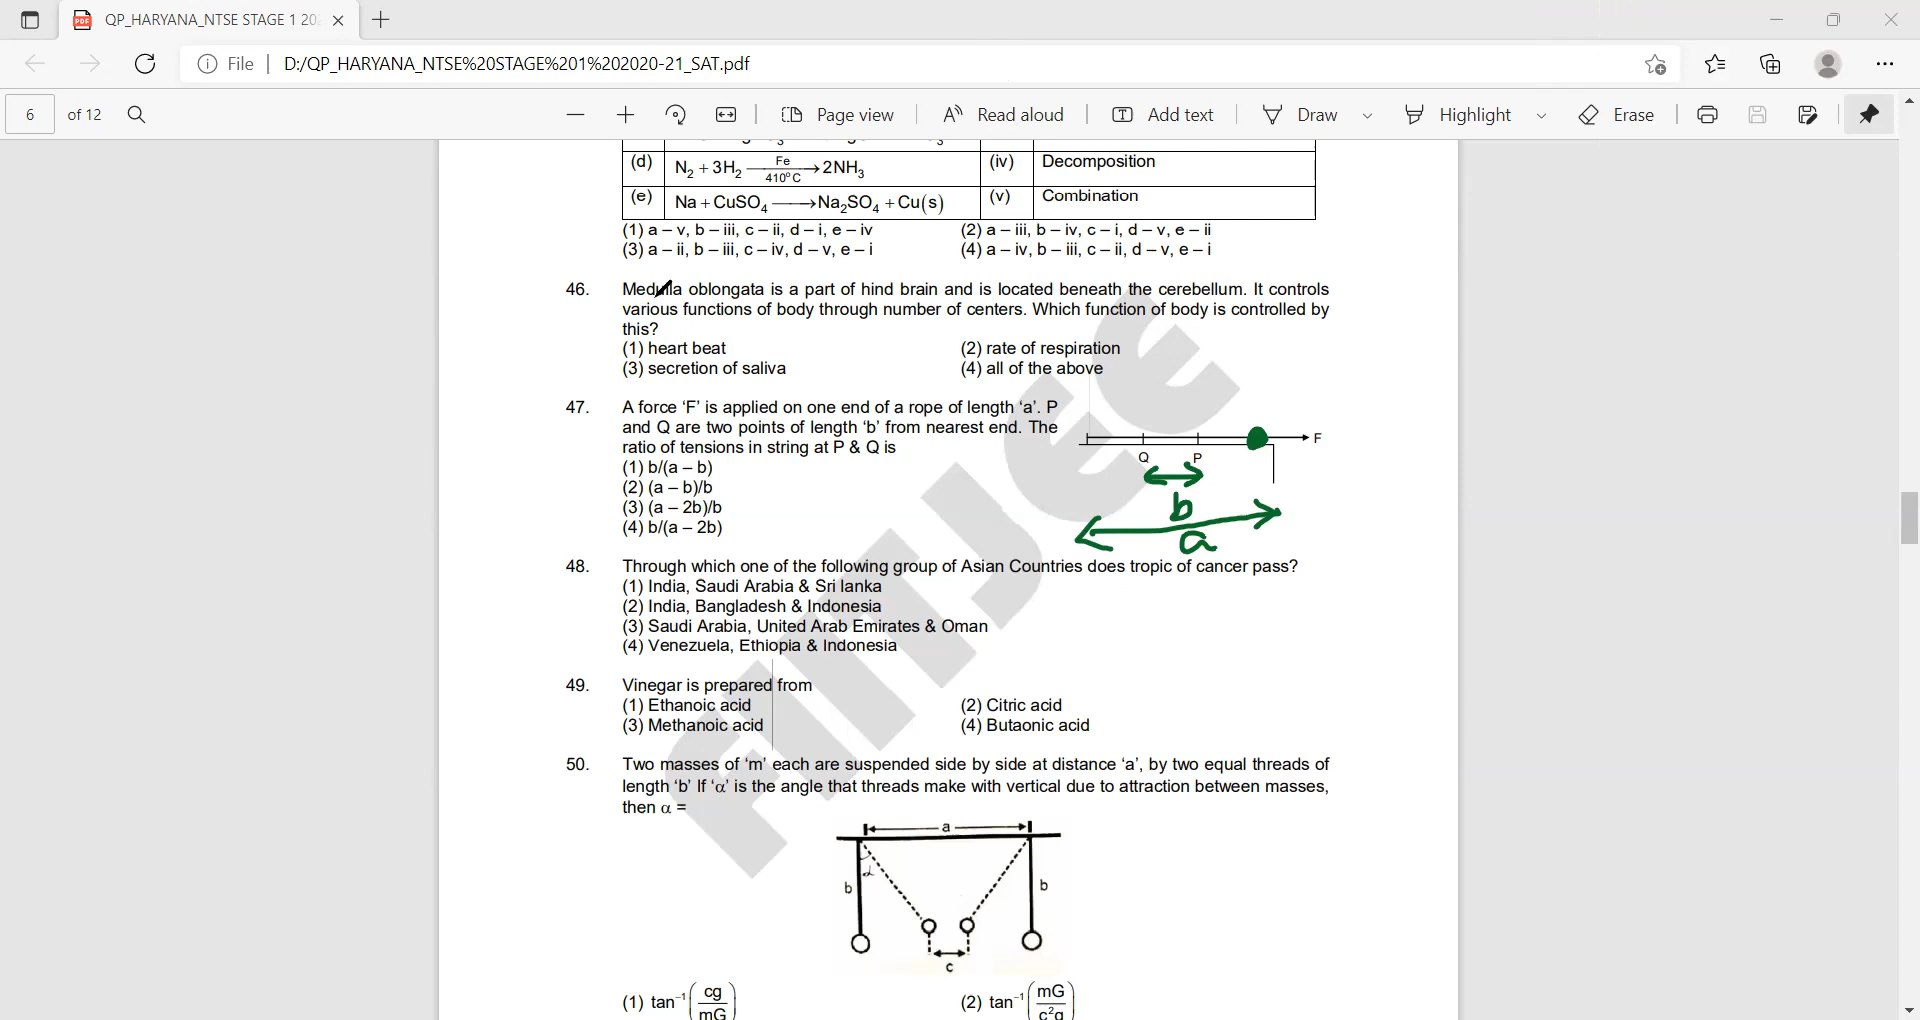 QP_HARYANA_NTSE STAGE 1 20
File D:/QP_HARYANA_NTSE%20STAGE%201%202020-21_SAT.pdf
6 of 12 Page view Read aloud Add text Draw Highlight Erase
(d) N₂ + 3H₂ —Fe/410°C→ 2NH₃ (iv) Decomposition
(e) Na + CuSO₄ ⟶ Na₂SO₄ + Cu(s) (v) Combination
(1) a – v, b – iii, c – ii, d – i, e – iv (2) a – iii, b – iv, c – i, d – v, e – ii
(3) a – ii, b – iii, c – iv, d – v, e – i (4) a – iv, b – iii, c – ii, d – v, e – i
46. Medulla oblongata is a part of hind brain and is located beneath the cerebellum. It controls
various functions of body through number of centers. Which function of body is controlled by
this?
(1) heart beat (2) rate of respiration
(3) secretion of saliva (4) all of the above
47. A force ‘F’ is applied on one end of a rope of length ‘a’. P
and Q are two points of length ‘b’ from nearest end. The
ratio of tensions in string at P & Q is
(1) b/(a – b)
(2) (a – b)/b
(3) (a – 2b)/b
(4) b/(a – 2b)
F
Q P
b
a
48. Through which one of the following group of Asian Countries does tropic of cancer pass?
(1) India, Saudi Arabia & Sri lanka
(2) India, Bangladesh & Indonesia
(3) Saudi Arabia, United Arab Emirates & Oman
(4) Venezuela, Ethiopia & Indonesia
49. Vinegar is prepared from
(1) Ethanoic acid (2) Citric acid
(3) Methanoic acid (4) Butaonic acid
50. Two masses of ‘m’ each are suspended side by side at distance ‘a’, by two equal threads of
length ‘b’ If ‘α’ is the angle that threads make with vertical due to attraction between masses,
then α =
a
α
b b
c
(1) tan⁻¹(cg/mG) (2) tan⁻¹(mG/c²g)
FIITJEE